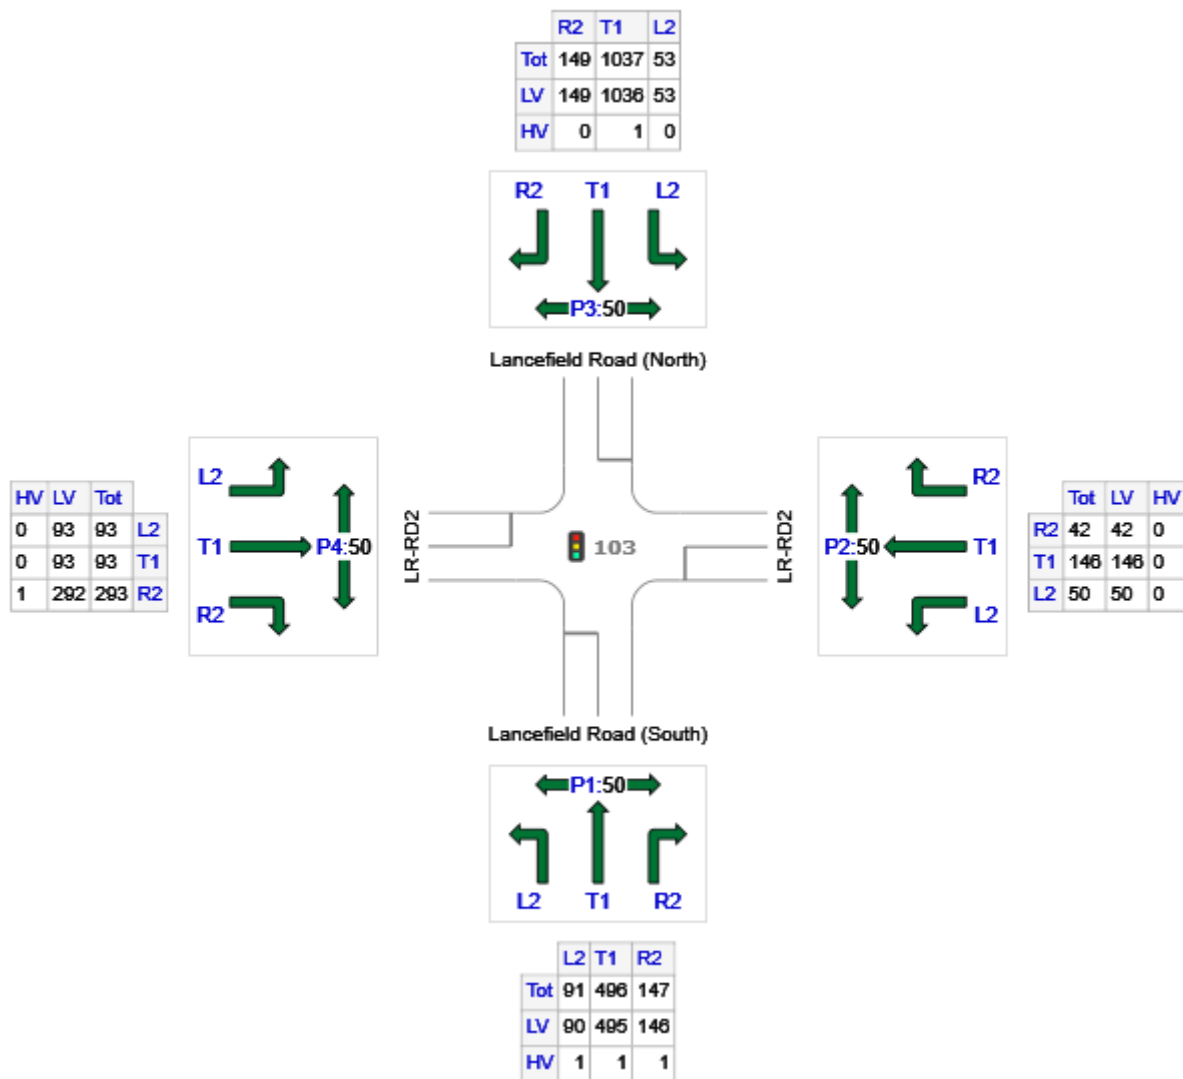 R2 T1 L2
Tot 149 1037 53
LV 149 1036 53
HV 0 1 0
R2 T1 L2
P3:50
Lancefield Road (North)
HV LV Tot
0 93 93 L2
0 93 93 T1
1 292 293 R2
L2
T1
R2
P4:50
LR-RD2
103
LR-RD2
P2:50
R2
T1
L2
Tot LV HV
R2 42 42 0
T1 146 146 0
L2 50 50 0
Lancefield Road (South)
P1:50
L2 T1 R2
L2 T1 R2
Tot 91 496 147
LV 90 495 146
HV 1 1 1